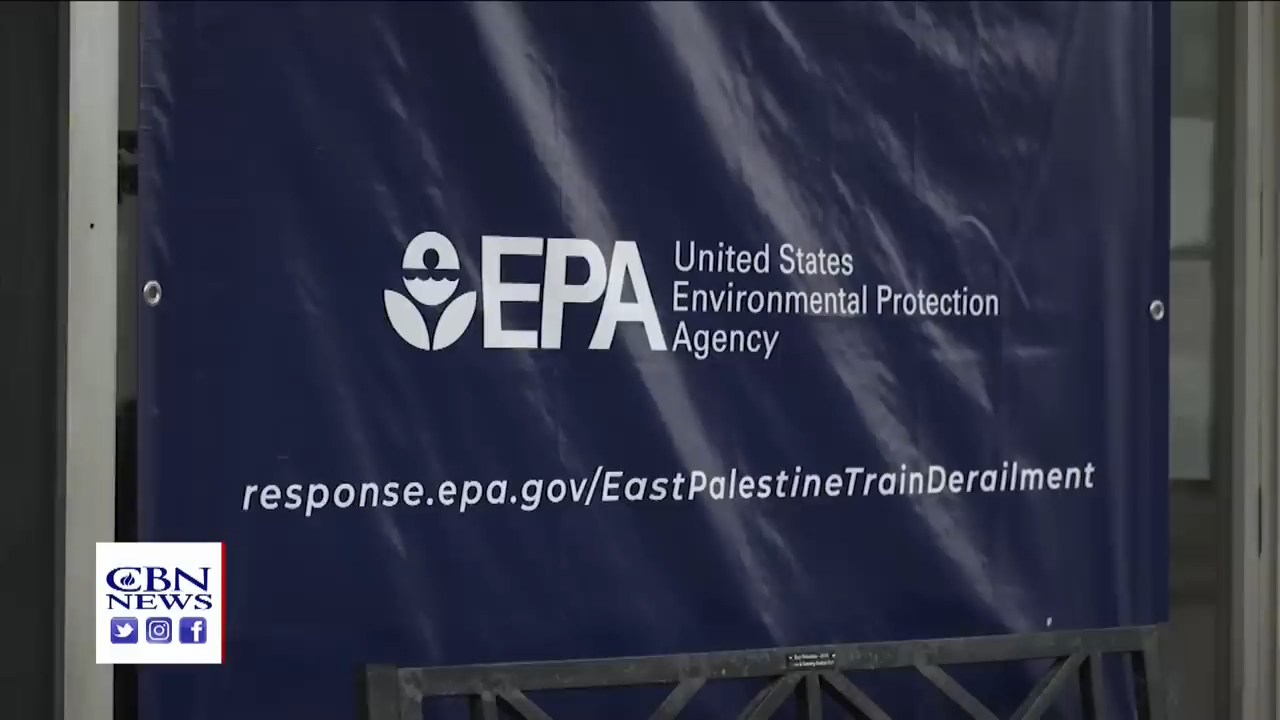 EPA
United States
Environmental Protection
Agency
response.epa.gov/EastPalestineTrainDerailment
CBN
NEWS